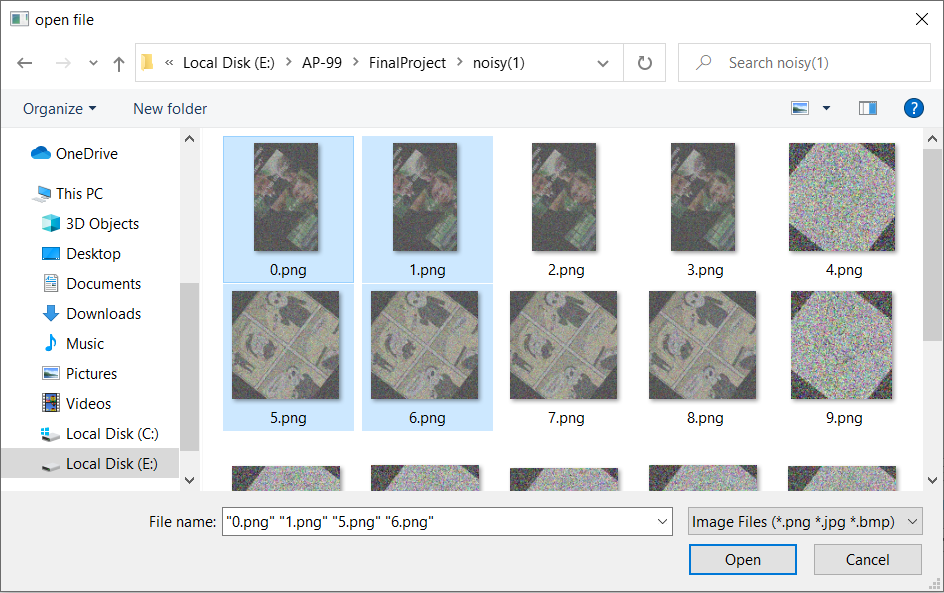 open file
« Local Disk (E:) > AP-99 > FinalProject > noisy(1)
Search noisy(1)
Organize
New folder
?
OneDrive
This PC
3D Objects
Desktop
Documents
Downloads
Music
Pictures
Videos
Local Disk (C:)
Local Disk (E:)
0.png
1.png
2.png
3.png
4.png
5.png
6.png
7.png
8.png
9.png
File name:
"0.png" "1.png" "5.png" "6.png"
Image Files (*.png *.jpg *.bmp)
Open
Cancel